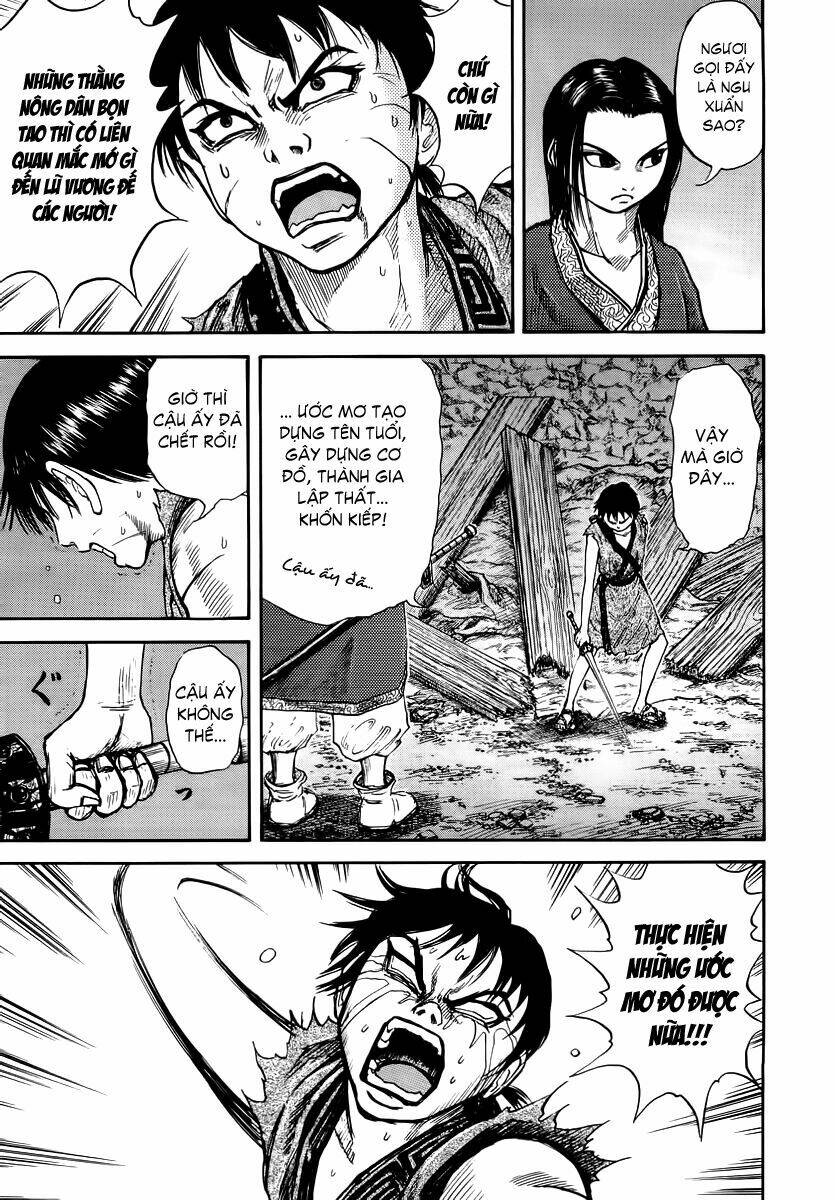 NGƯƠI
GỌI ĐẤY
LÀ NGU
XUẨN
SAO?
CHỨ
CÒN GÌ
NỮA!
NHỮNG THẰNG
NÔNG DÂN BỌN
TAO THÌ CÓ LIÊN
QUAN MẮC MỚ GÌ
ĐẾN LŨ VƯƠNG ĐẾ
CÁC NGƯỜI!
VẬY
MÀ GIỜ
ĐÂY...
... ƯỚC MƠ TẠO
DỰNG TÊN TUỔI,
GÂY DỰNG CƠ
ĐỒ, THÀNH GIA
LẬP THẤT...
KHỐN KIẾP!
Cậu ấy đã...
GIỜ THÌ
CẬU ẤY ĐÃ
CHẾT RỒI!
CẬU ẤY
KHÔNG
THỂ...
ぐ
っ
THỰC HIỆN
NHỮNG ƯỚC
MƠ ĐÓ ĐƯỢC
NỮA!!!